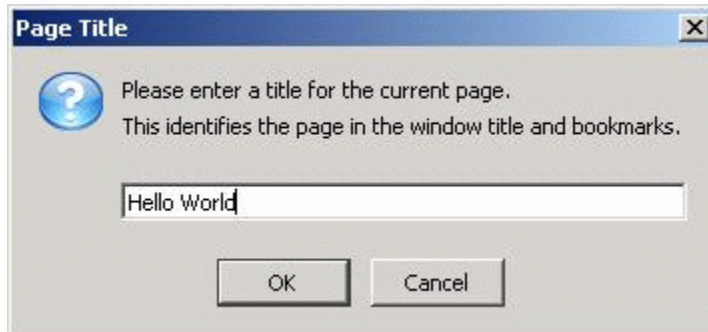 Page Title
Please enter a title for the current page.
This identifies the page in the window title and bookmarks.
Hello World
OK
Cancel